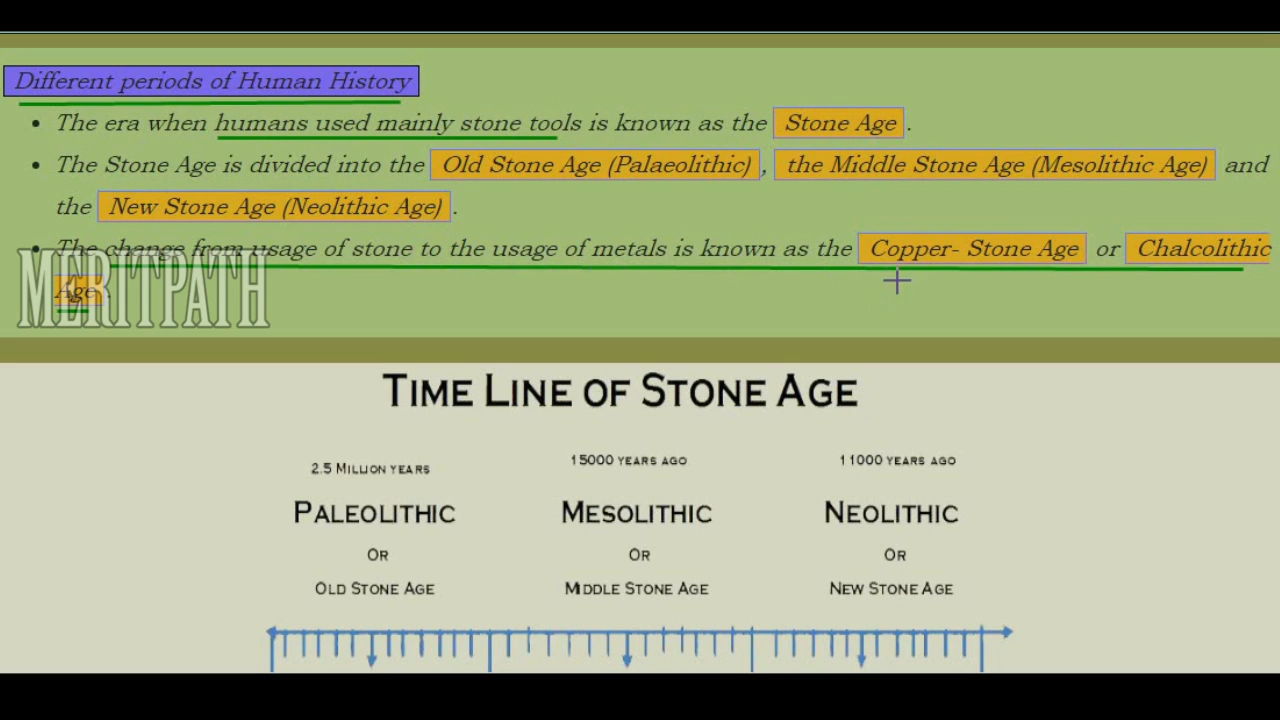 Different periods of Human History
• The era when humans used mainly stone tools is known as the Stone Age .
• The Stone Age is divided into the Old Stone Age (Palaeolithic) , the Middle Stone Age (Mesolithic Age) and
the New Stone Age (Neolithic Age) .
• The change from usage of stone to the usage of metals is known as the Copper- Stone Age or Chalcolithic
Age .
MERITPATH
TIME LINE OF STONE AGE
2.5 MILLION YEARS 15000 YEARS AGO 11000 YEARS AGO
PALEOLITHIC MESOLITHIC NEOLITHIC
OR OR OR
OLD STONE AGE MIDDLE STONE AGE NEW STONE AGE